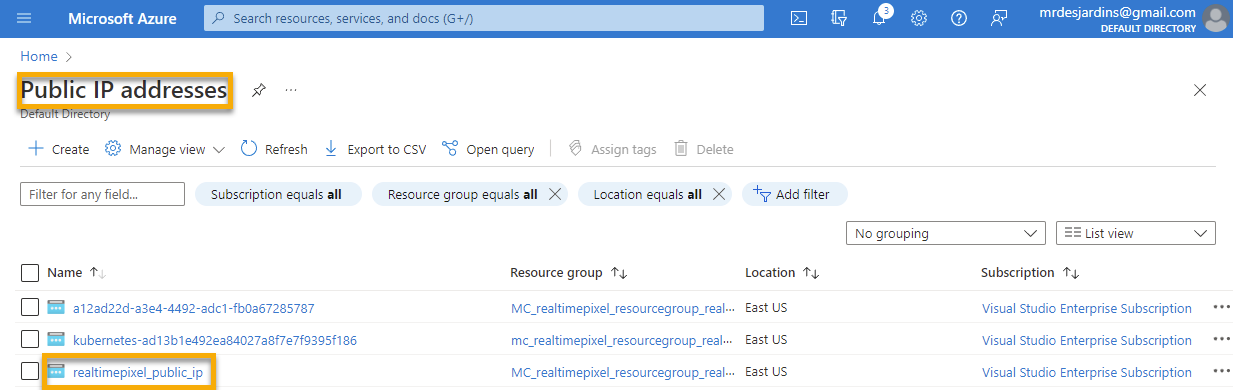 Microsoft Azure
Search resources, services, and docs (G+/)
3
mrdesjardins@gmail.com
DEFAULT DIRECTORY
Home
Public IP addresses
Default Directory
Create Manage view Refresh Export to CSV Open query Assign tags Delete
Filter for any field... Subscription equals all Resource group equals all Location equals all Add filter
No grouping List view
Name Resource group Location Subscription
a12ad22d-a3e4-4492-adc1-fb0a67285787 MC_realtimepixel_resourcegroup_real... East US Visual Studio Enterprise Subscription
kubernetes-ad13b1e492ea84027a8f7e7f9395f186 mc_realtimepixel_resourcegroup_real... East US Visual Studio Enterprise Subscription
realtimepixel_public_ip MC_realtimepixel_resourcegroup_real... East US Visual Studio Enterprise Subscription